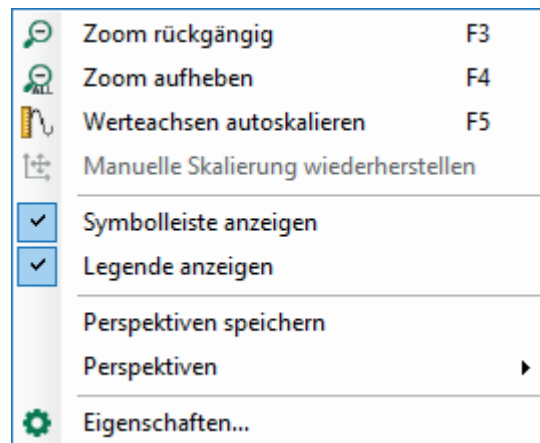 Zoom rückgängig F3
Zoom aufheben F4
Werteachsen autoskalieren F5
Manuelle Skalierung wiederherstellen
Symbolleiste anzeigen
Legende anzeigen
Perspektiven speichern
Perspektiven
Eigenschaften...